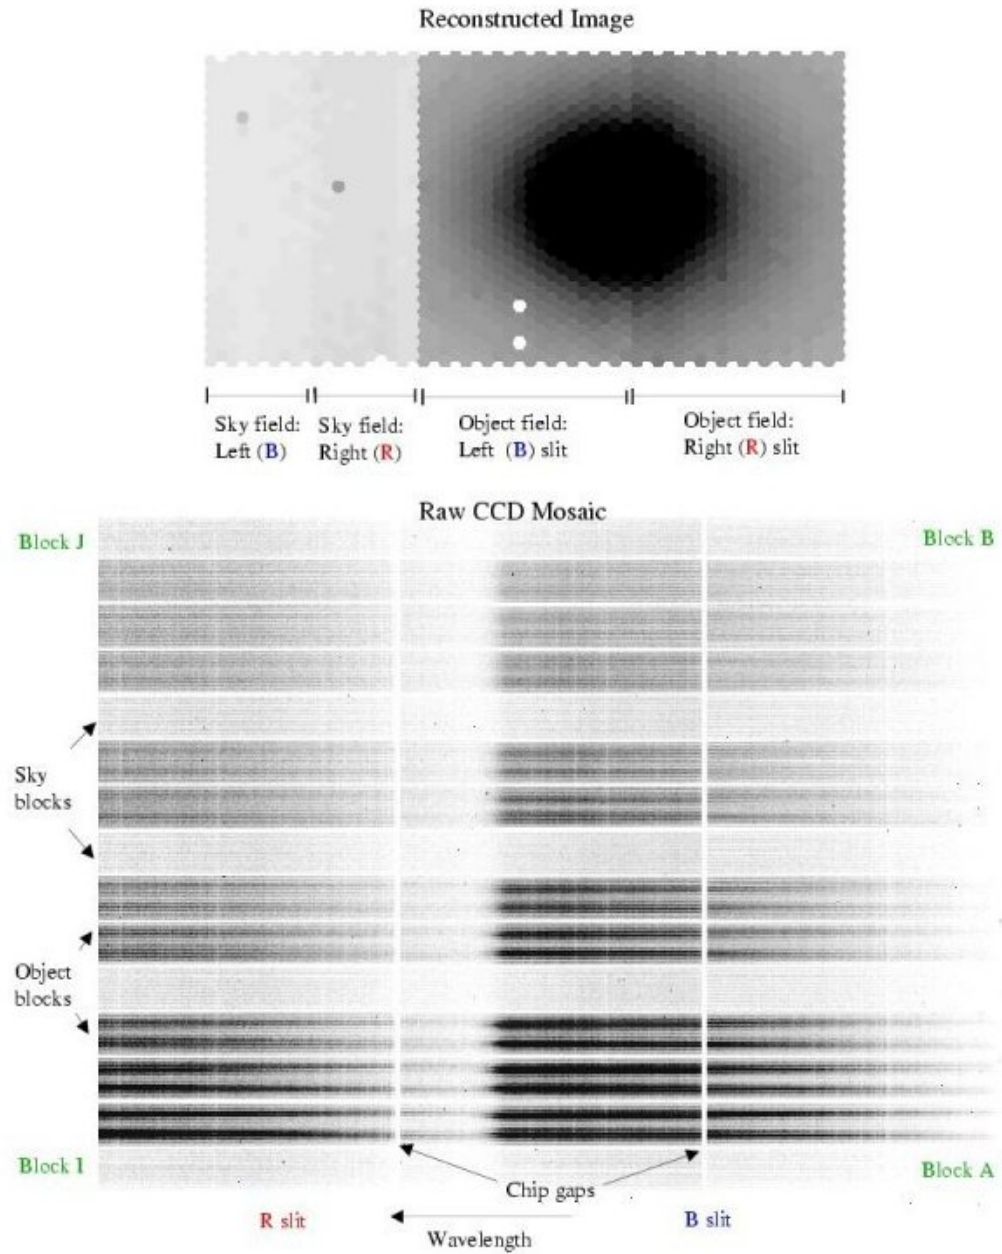 Reconstructed Image
Sky field:
Left (B)
Sky field:
Right (R)
Object field:
Left (B) slit
Object field:
Right (R) slit
Raw CCD Mosaic
Block J
Block B
Sky
blocks
Object
blocks
Block 1
Block A
Chip gaps
R slit
B slit
Wavelength